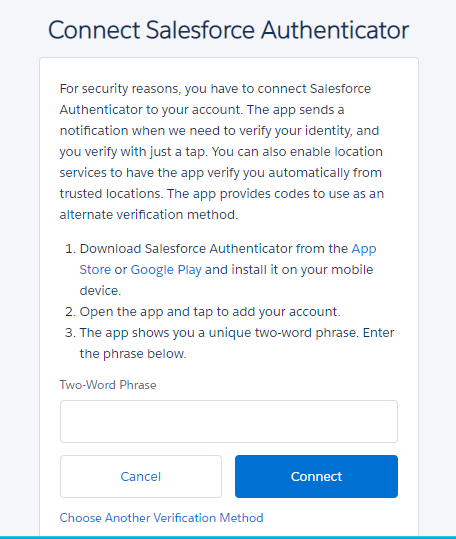 Connect Salesforce Authenticator
For security reasons, you have to connect Salesforce
Authenticator to your account. The app sends a
notification when we need to verify your identity, and
you verify with just a tap. You can also enable location
services to have the app verify you automatically from
trusted locations. The app provides codes to use as an
alternate verification method.
1. Download Salesforce Authenticator from the App
Store or Google Play and install it on your mobile
device.
2. Open the app and tap to add your account.
3. The app shows you a unique two-word phrase. Enter
the phrase below.
Two-Word Phrase
Cancel
Connect
Choose Another Verification Method